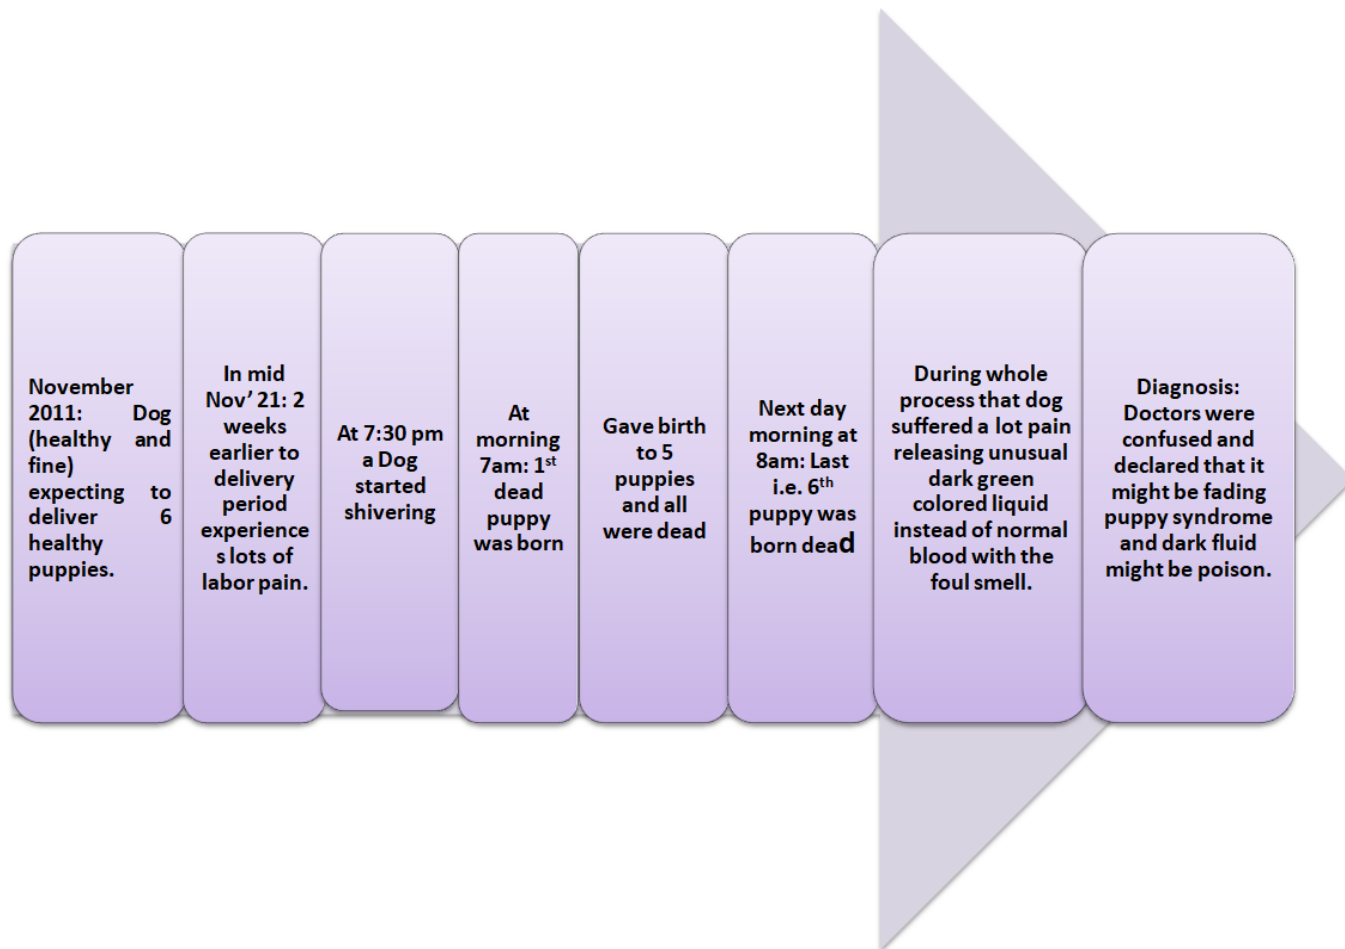 November
2011: Dog
(healthy and
fine)
expecting to
deliver 6
healthy
puppies.
In mid
Nov’ 21: 2
weeks
earlier to
delivery
period
experience
s lots of
labor pain.
At 7:30 pm
a Dog
started
shivering
At
morning
7am: 1st
dead
puppy
was born
Gave birth
to 5
puppies
and all
were dead
Next day
morning at
8am: Last
i.e. 6th
puppy was
born dead
During whole
process that dog
suffered a lot pain
releasing unusual
dark green
colored liquid
instead of normal
blood with the
foul smell.
Diagnosis:
Doctors were
confused and
declared that it
might be fading
puppy syndrome
and dark fluid
might be poison.